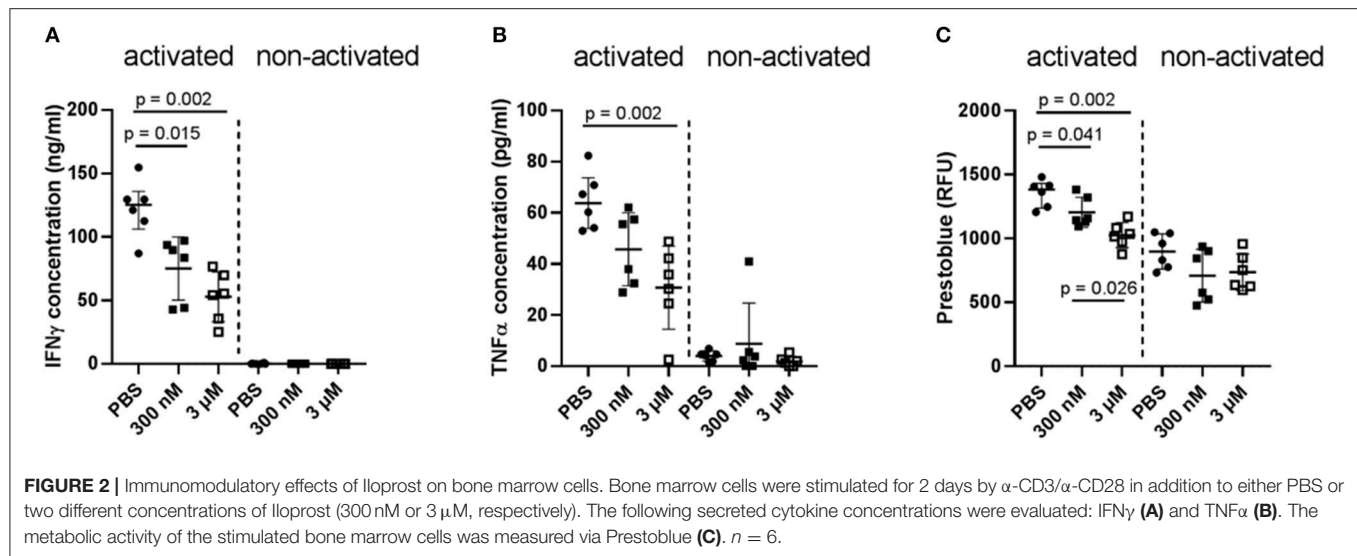 A
activated non-activated
IFNγ concentration (ng/ml)
200
150
100
50
0
p = 0.002
p = 0.015
PBS
300 nM
3 µM
PBS
300 nM
3 µM
B
activated non-activated
TNFα concentration (pg/ml)
100
80
60
40
20
0
p = 0.002
PBS
300 nM
3 µM
PBS
300 nM
3 µM
C
activated non-activated
Prestoblue (RFU)
2000
1500
1000
500
0
p = 0.002
p = 0.041
p = 0.026
PBS
300 nM
3 µM
PBS
300 nM
3 µM
FIGURE 2 | Immunomodulatory effects of Iloprost on bone marrow cells. Bone marrow cells were stimulated for 2 days by α-CD3/α-CD28 in addition to either PBS or
two different concentrations of Iloprost (300 nM or 3 µM, respectively). The following secreted cytokine concentrations were evaluated: IFNγ (A) and TNFα (B). The
metabolic activity of the stimulated bone marrow cells was measured via Prestoblue (C). n = 6.